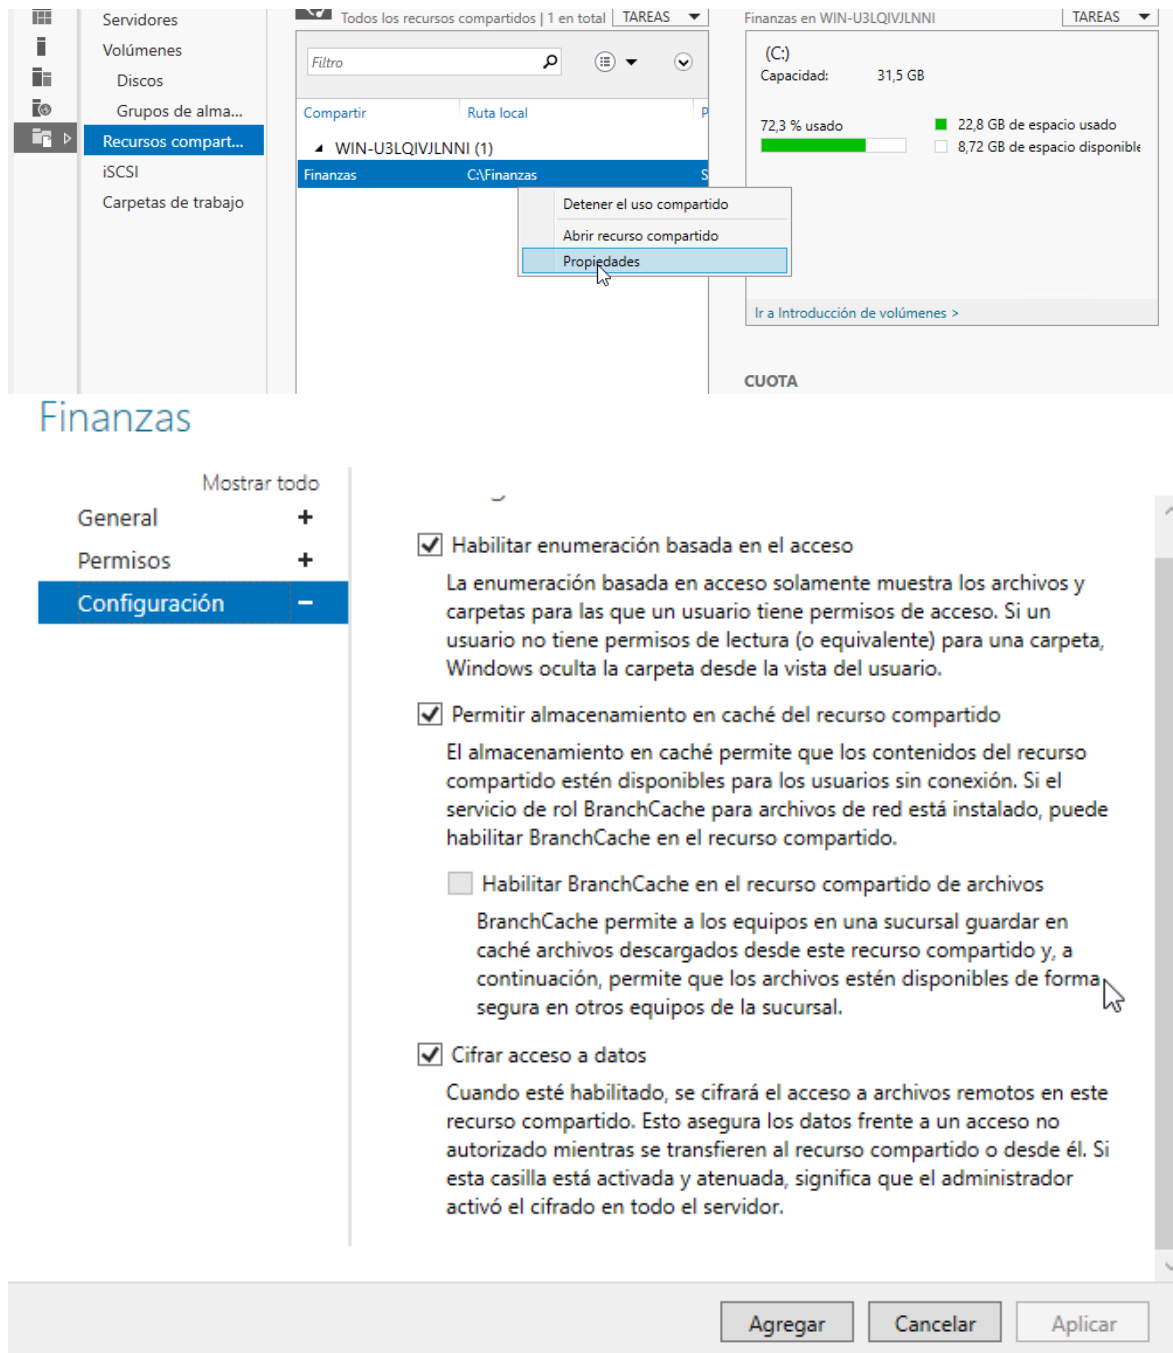 Servidores
Volúmenes
Discos
Grupos de alma...
Recursos compart...
iSCSI
Carpetas de trabajo
Todos los recursos compartidos | 1 en total
TAREAS
Filtro
Compartir
Ruta local
P
WIN-U3LQIVJLNNI (1)
Finanzas
C:\Finanzas
S
Detener el uso compartido
Abrir recurso compartido
Propiedades
Finanzas en WIN-U3LQIVJLNNI
TAREAS
(C:)
Capacidad: 31,5 GB
72,3 % usado
22,8 GB de espacio usado
8,72 GB de espacio disponible
Ir a Introducción de volúmenes >
CUOTA
Finanzas
Mostrar todo
General +
Permisos +
Configuración −
Habilitar enumeración basada en el acceso
La enumeración basada en acceso solamente muestra los archivos y
carpetas para las que un usuario tiene permisos de acceso. Si un
usuario no tiene permisos de lectura (o equivalente) para una carpeta,
Windows oculta la carpeta desde la vista del usuario.
Permitir almacenamiento en caché del recurso compartido
El almacenamiento en caché permite que los contenidos del recurso
compartido estén disponibles para los usuarios sin conexión. Si el
servicio de rol BranchCache para archivos de red está instalado, puede
habilitar BranchCache en el recurso compartido.
Habilitar BranchCache en el recurso compartido de archivos
BranchCache permite a los equipos en una sucursal guardar en
caché archivos descargados desde este recurso compartido y, a
continuación, permite que los archivos estén disponibles de forma
segura en otros equipos de la sucursal.
Cifrar acceso a datos
Cuando esté habilitado, se cifrará el acceso a archivos remotos en este
recurso compartido. Esto asegura los datos frente a un acceso no
autorizado mientras se transfieren al recurso compartido o desde él. Si
esta casilla está activada y atenuada, significa que el administrador
activó el cifrado en todo el servidor.
Agregar
Cancelar
Aplicar